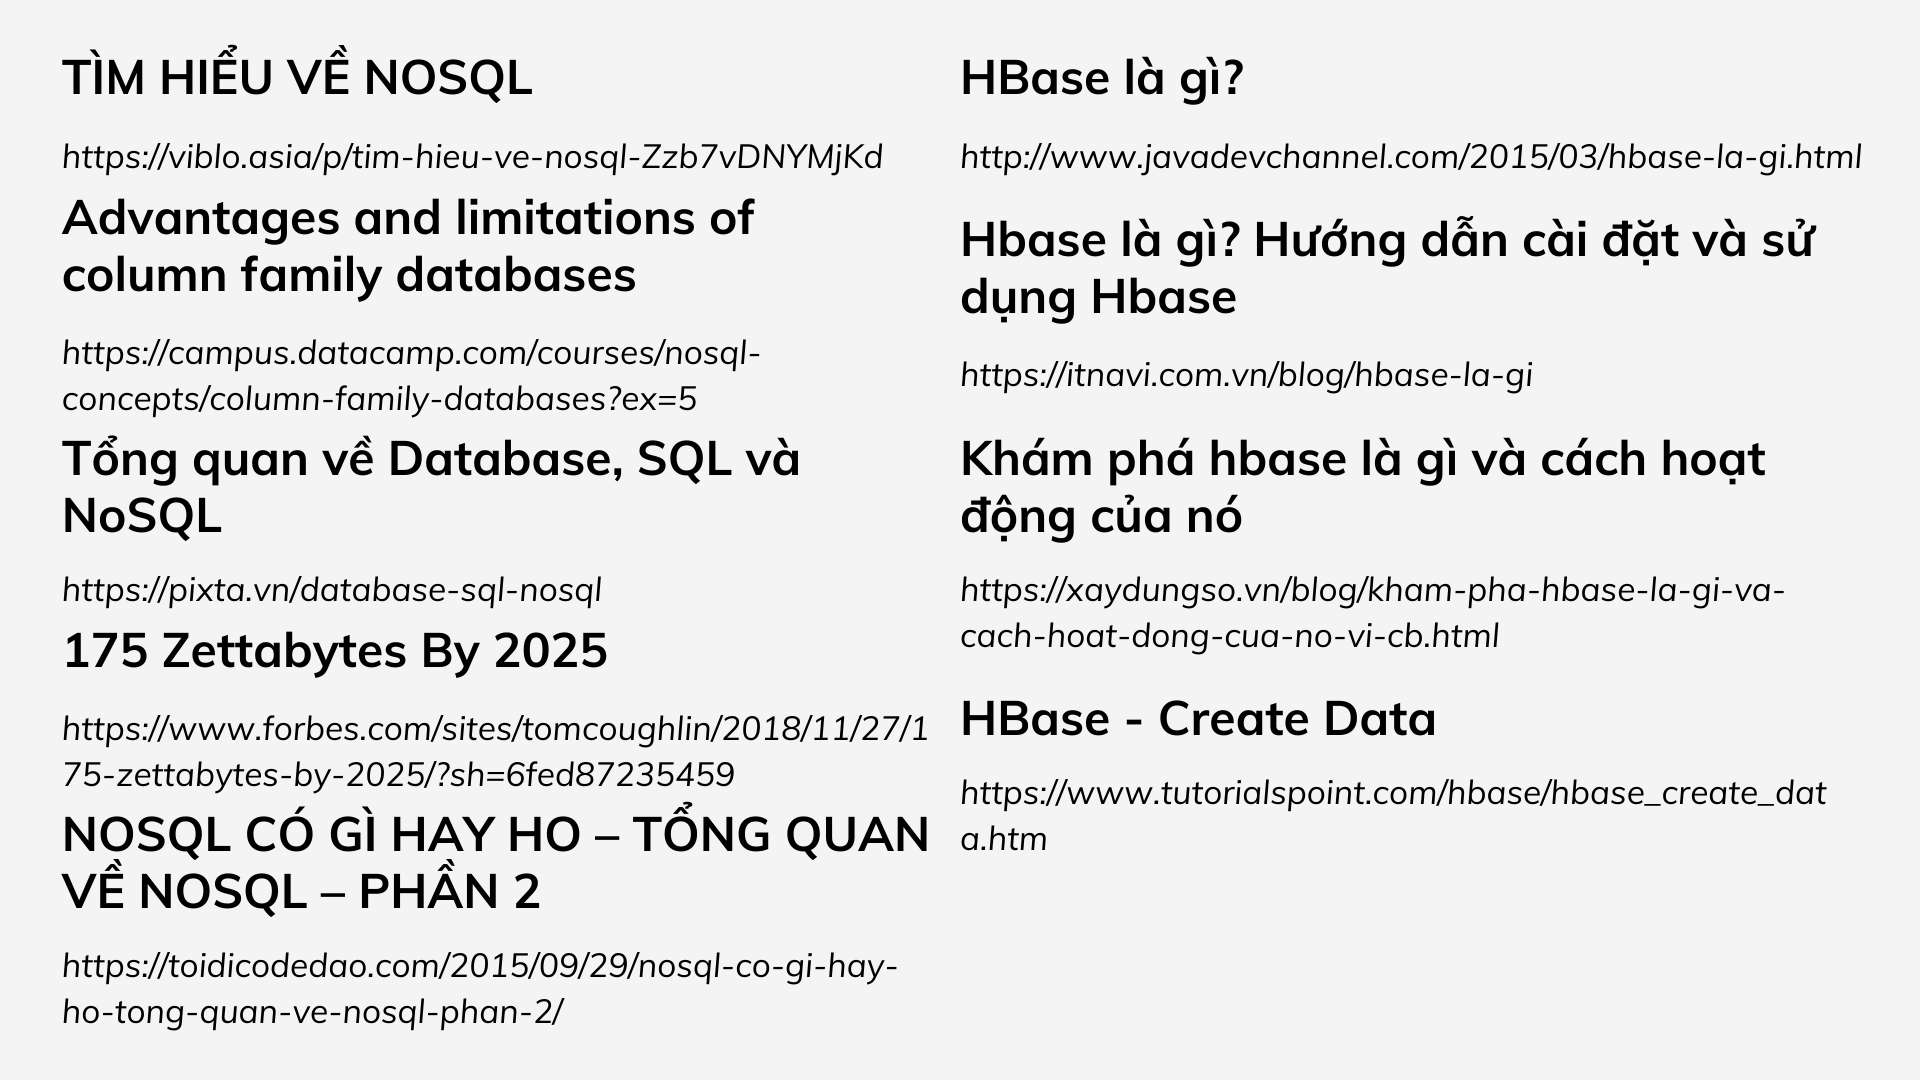 TÌM HIỂU VỀ NOSQL
https://viblo.asia/p/tim-hieu-ve-nosql-Zzb7vDNYMjKd
Advantages and limitations of
column family databases
https://campus.datacamp.com/courses/nosql-
concepts/column-family-databases?ex=5
Tổng quan về Database, SQL và
NoSQL
https://pixta.vn/database-sql-nosql
175 Zettabytes By 2025
https://www.forbes.com/sites/tomcoughlin/2018/11/27/1
75-zettabytes-by-2025/?sh=6fed87235459
NOSQL CÓ GÌ HAY HO – TỔNG QUAN
VỀ NOSQL – PHẦN 2
https://toidicodedao.com/2015/09/29/nosql-co-gi-hay-
ho-tong-quan-ve-nosql-phan-2/
HBase là gì?
http://www.javadevchannel.com/2015/03/hbase-la-gi.html
Hbase là gì? Hướng dẫn cài đặt và sử
dụng Hbase
https://itnavi.com.vn/blog/hbase-la-gi
Khám phá hbase là gì và cách hoạt
động của nó
https://xaydungso.vn/blog/kham-pha-hbase-la-gi-va-
cach-hoat-dong-cua-no-vi-cb.html
HBase - Create Data
https://www.tutorialspoint.com/hbase/hbase_create_dat
a.htm